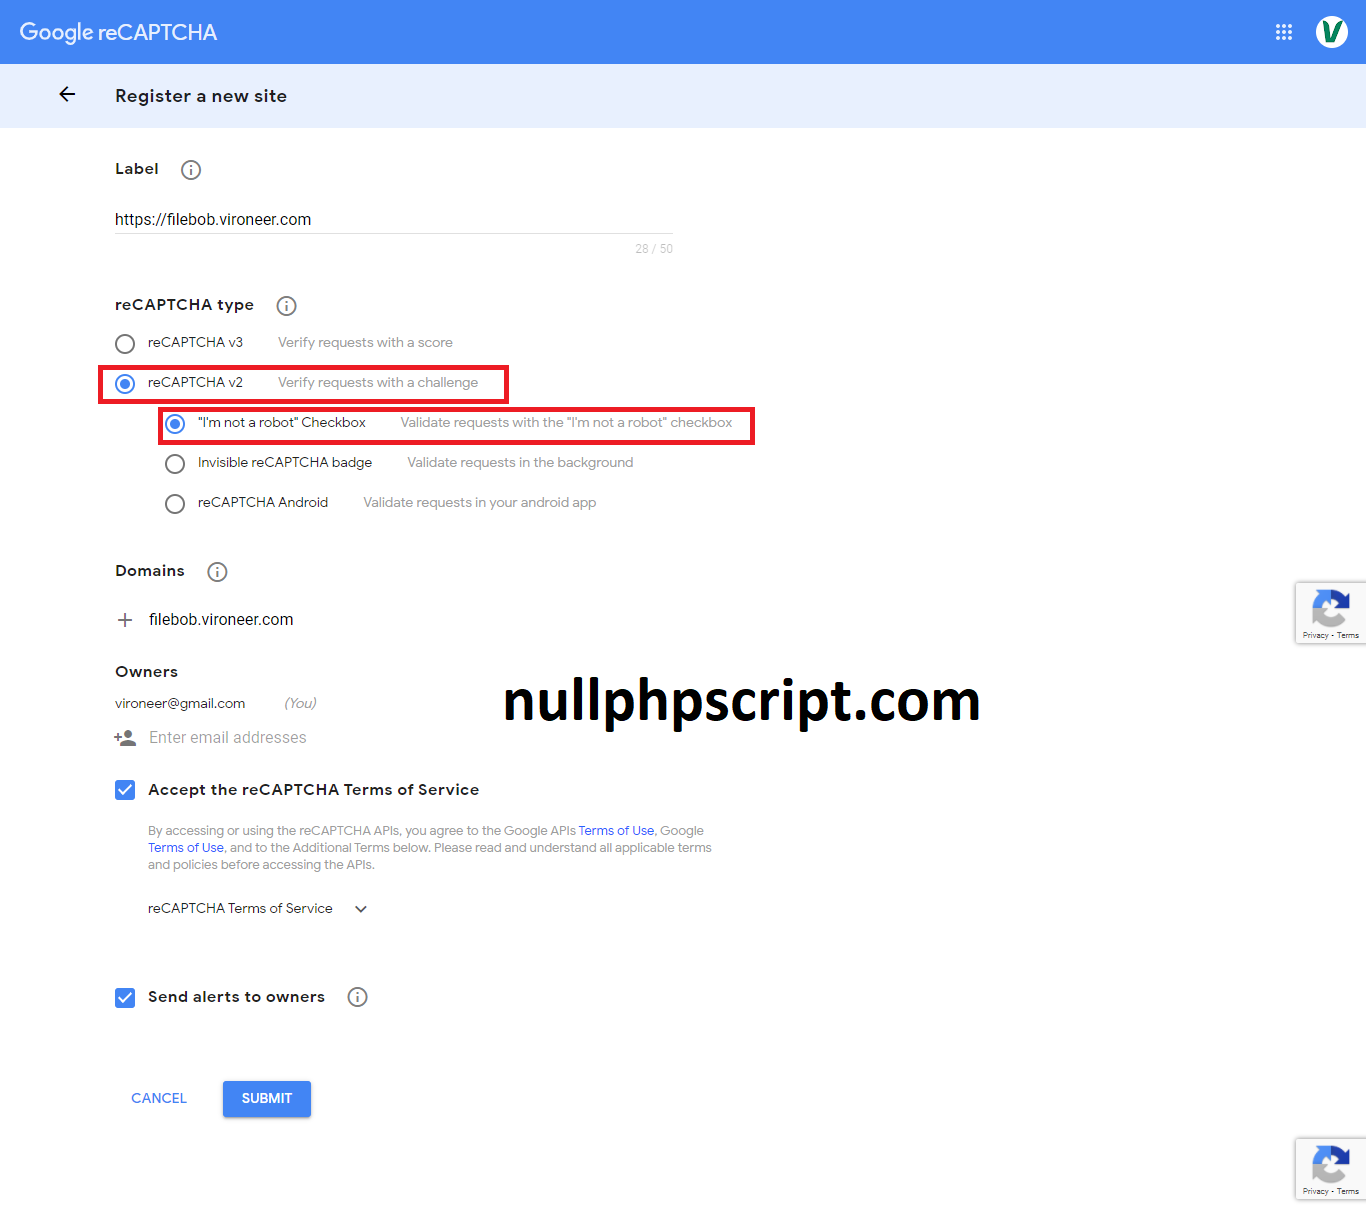 Google reCAPTCHA
Register a new site
Label
https://filebob.vironeer.com
28 / 50
reCAPTCHA type
reCAPTCHA v3 Verify requests with a score
reCAPTCHA v2 Verify requests with a challenge
"I'm not a robot" Checkbox Validate requests with the "I'm not a robot" checkbox
Invisible reCAPTCHA badge Validate requests in the background
reCAPTCHA Android Validate requests in your android app
Domains
filebob.vironeer.com
Privacy - Terms
Owners
vironeer@gmail.com (You)
nullphpscript.com
Enter email addresses
Accept the reCAPTCHA Terms of Service
By accessing or using the reCAPTCHA APIs, you agree to the Google APIs Terms of Use, Google
Terms of Use, and to the Additional Terms below. Please read and understand all applicable terms
and policies before accessing the APIs.
reCAPTCHA Terms of Service
Send alerts to owners
CANCEL SUBMIT
Privacy - Terms